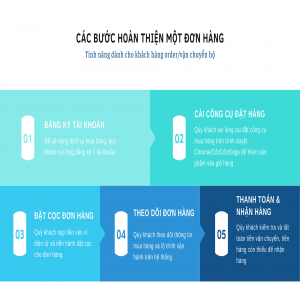 CÁC BƯỚC HOÀN THIỆN MỘT ĐƠN HÀNG
Tính năng dành cho khách hàng order/vận chuyển hộ
01
ĐĂNG KÝ TÀI KHOẢN
Để sử dụng dịch vụ mua hàng, quý
khách vui lòng đăng ký 1 tài khoản
02
CÀI CÔNG CỤ ĐẶT HÀNG
Quý khách vui lòng cài đặt công cụ
mua hàng trên trình duyệt
Chrome/CốcCốc/Edge để thêm sản
phẩm vào giỏ hàng
03
ĐẶT CỌC ĐƠN HÀNG
Quý khách nạp tiền vào ví
điện tử và tiến hành đặt cọc
cho đơn hàng.
04
THEO DÕI ĐƠN HÀNG
Quý khách theo dõi thông tin
mua hàng và lộ trình vận
hành trên hệ thống
05
THANH TOÁN &
NHẬN HÀNG
Quý khách kiểm tra và tất
toán tiền vận chuyển, tiền
hàng còn thiếu để nhận
hàng